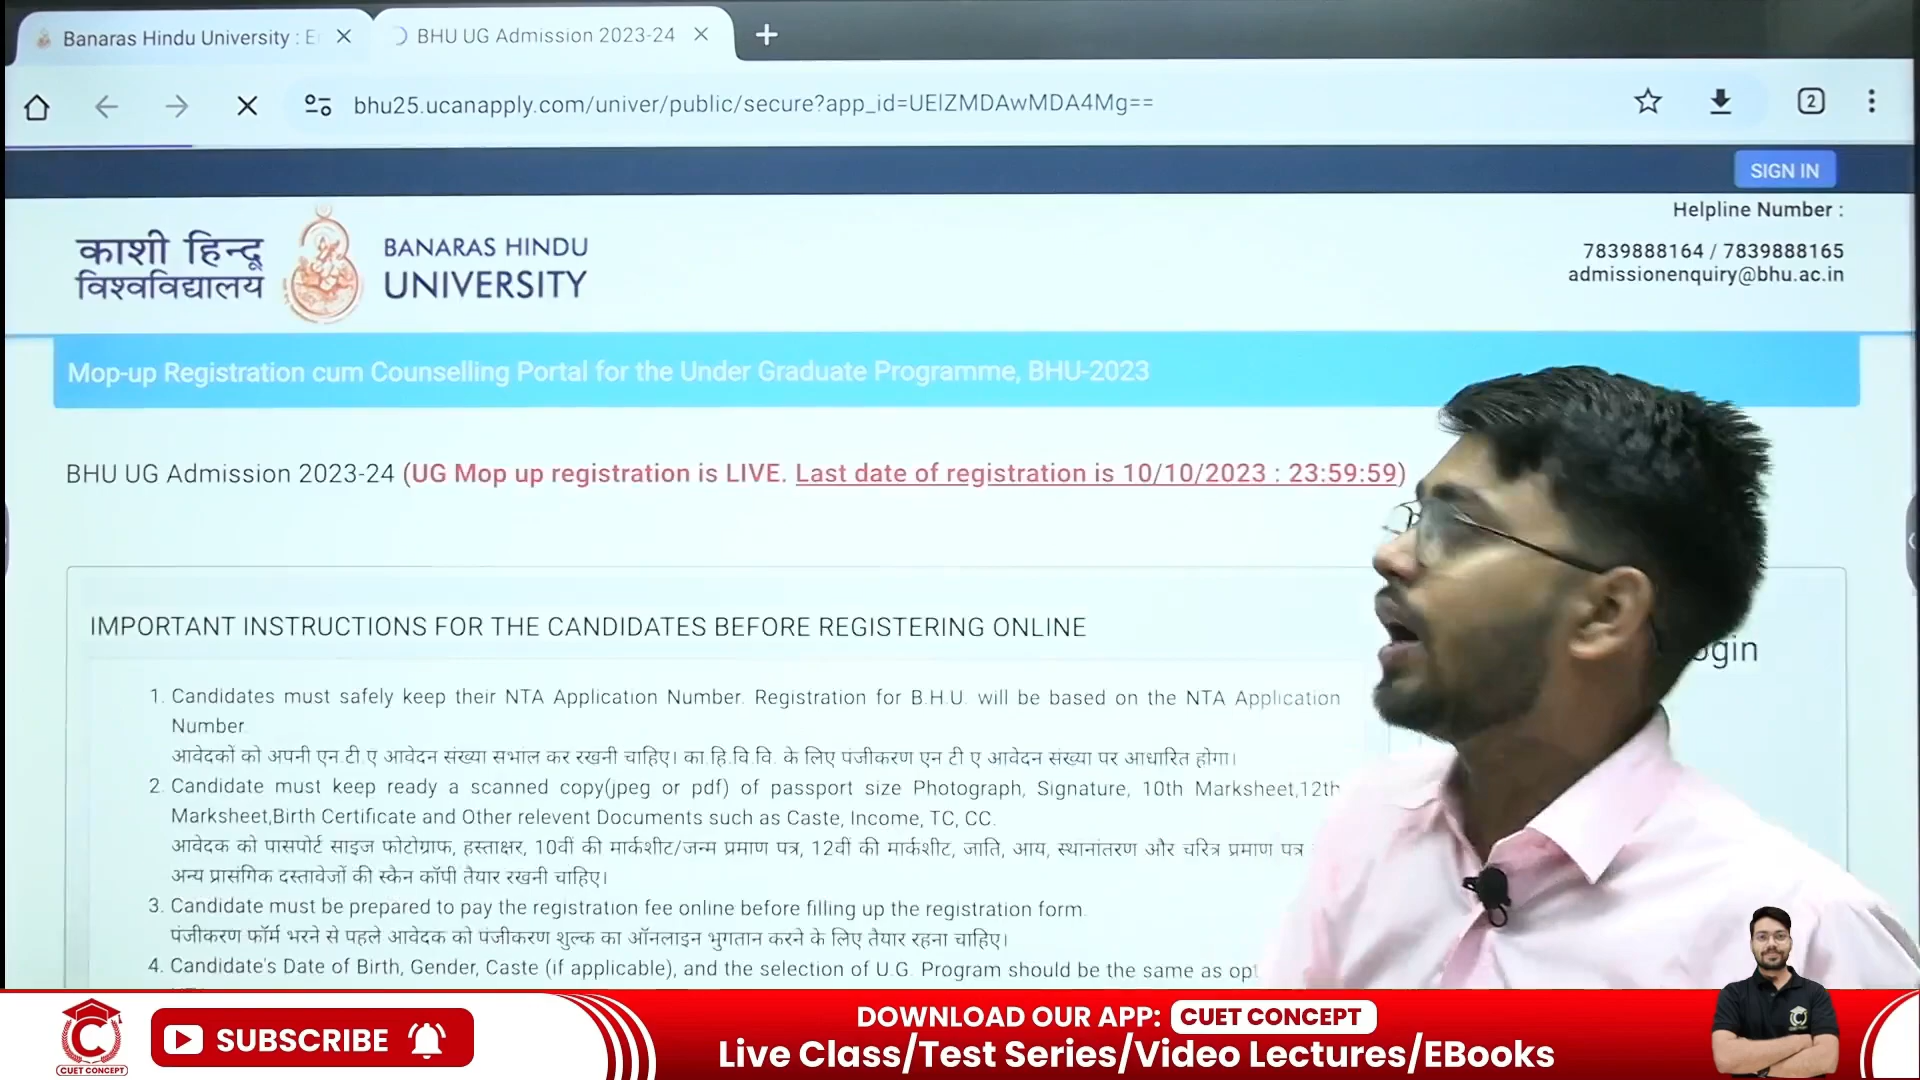 Banaras Hindu University : E
BHU UG Admission 2023-24
bhu25.ucanapply.com/univer/public/secure?app_id=UElZMDAwMDA4Mg==
2
SIGN IN
Helpline Number :
7839888164 / 7839888165
admissionenquiry@bhu.ac.in
काशी हिन्दू
विश्वविद्यालय
BANARAS HINDU
UNIVERSITY
Mop-up Registration cum Counselling Portal for the Under Graduate Programme, BHU-2023
BHU UG Admission 2023-24 (UG Mop up registration is LIVE. Last date of registration is 10/10/2023 : 23:59:59)
IMPORTANT INSTRUCTIONS FOR THE CANDIDATES BEFORE REGISTERING ONLINE
1. Candidates must safely keep their NTA Application Number. Registration for B.H.U. will be based on the NTA Application
Number
आवेदकों को अपनी एन टी ए आवेदन संख्या सभाल कर रखनी चाहिए। का.हि.वि.वि. के लिए पंजीकरण एन टी ए आवेदन संख्या पर आधारित होगा।
2. Candidate must keep ready a scanned copy(jpeg or pdf) of passport size Photograph, Signature, 10th Marksheet,12th
Marksheet,Birth Certificate and Other relevent Documents such as Caste, Income, TC, CC.
आवेदक को पासपोर्ट साइज फोटोग्राफ, हस्ताक्षर, 10वीं की मार्कशीट/जन्म प्रमाण पत्र, 12वीं की मार्कशीट, जाति, आय, स्थानांतरण और चरित्र प्रमाण पत्र
अन्य प्रासंगिक दस्तावेजों की स्कैन कॉपी तैयार रखनी चाहिए।
3. Candidate must be prepared to pay the registration fee online before filling up the registration form.
पंजीकरण फॉर्म भरने से पहले आवेदक को पंजीकरण शुल्क का ऑनलाइन भुगतान करने के लिए तैयार रहना चाहिए।
4. Candidate's Date of Birth, Gender, Caste (if applicable), and the selection of U.G. Program should be the same as opt
ogin
CUET CONCEPT
SUBSCRIBE
DOWNLOAD OUR APP: CUET CONCEPT
Live Class/Test Series/Video Lectures/EBooks